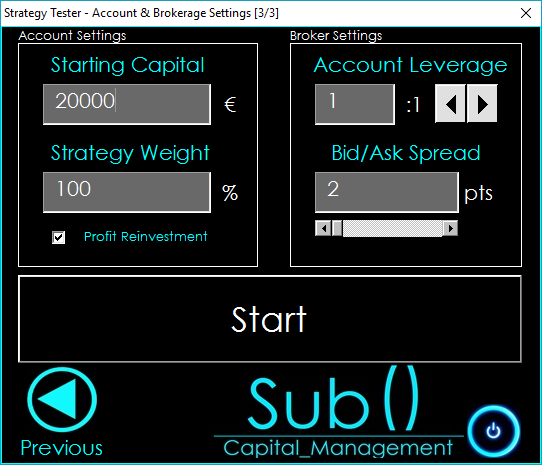 Strategy Tester - Account & Brokerage Settings [3/3]
Account Settings
Starting Capital
20000 €
Strategy Weight
100 %
Profit Reinvestment
Broker Settings
Account Leverage
1 :1
Bid/Ask Spread
2 pts
Start
Previous
Sub()
Capital_Management